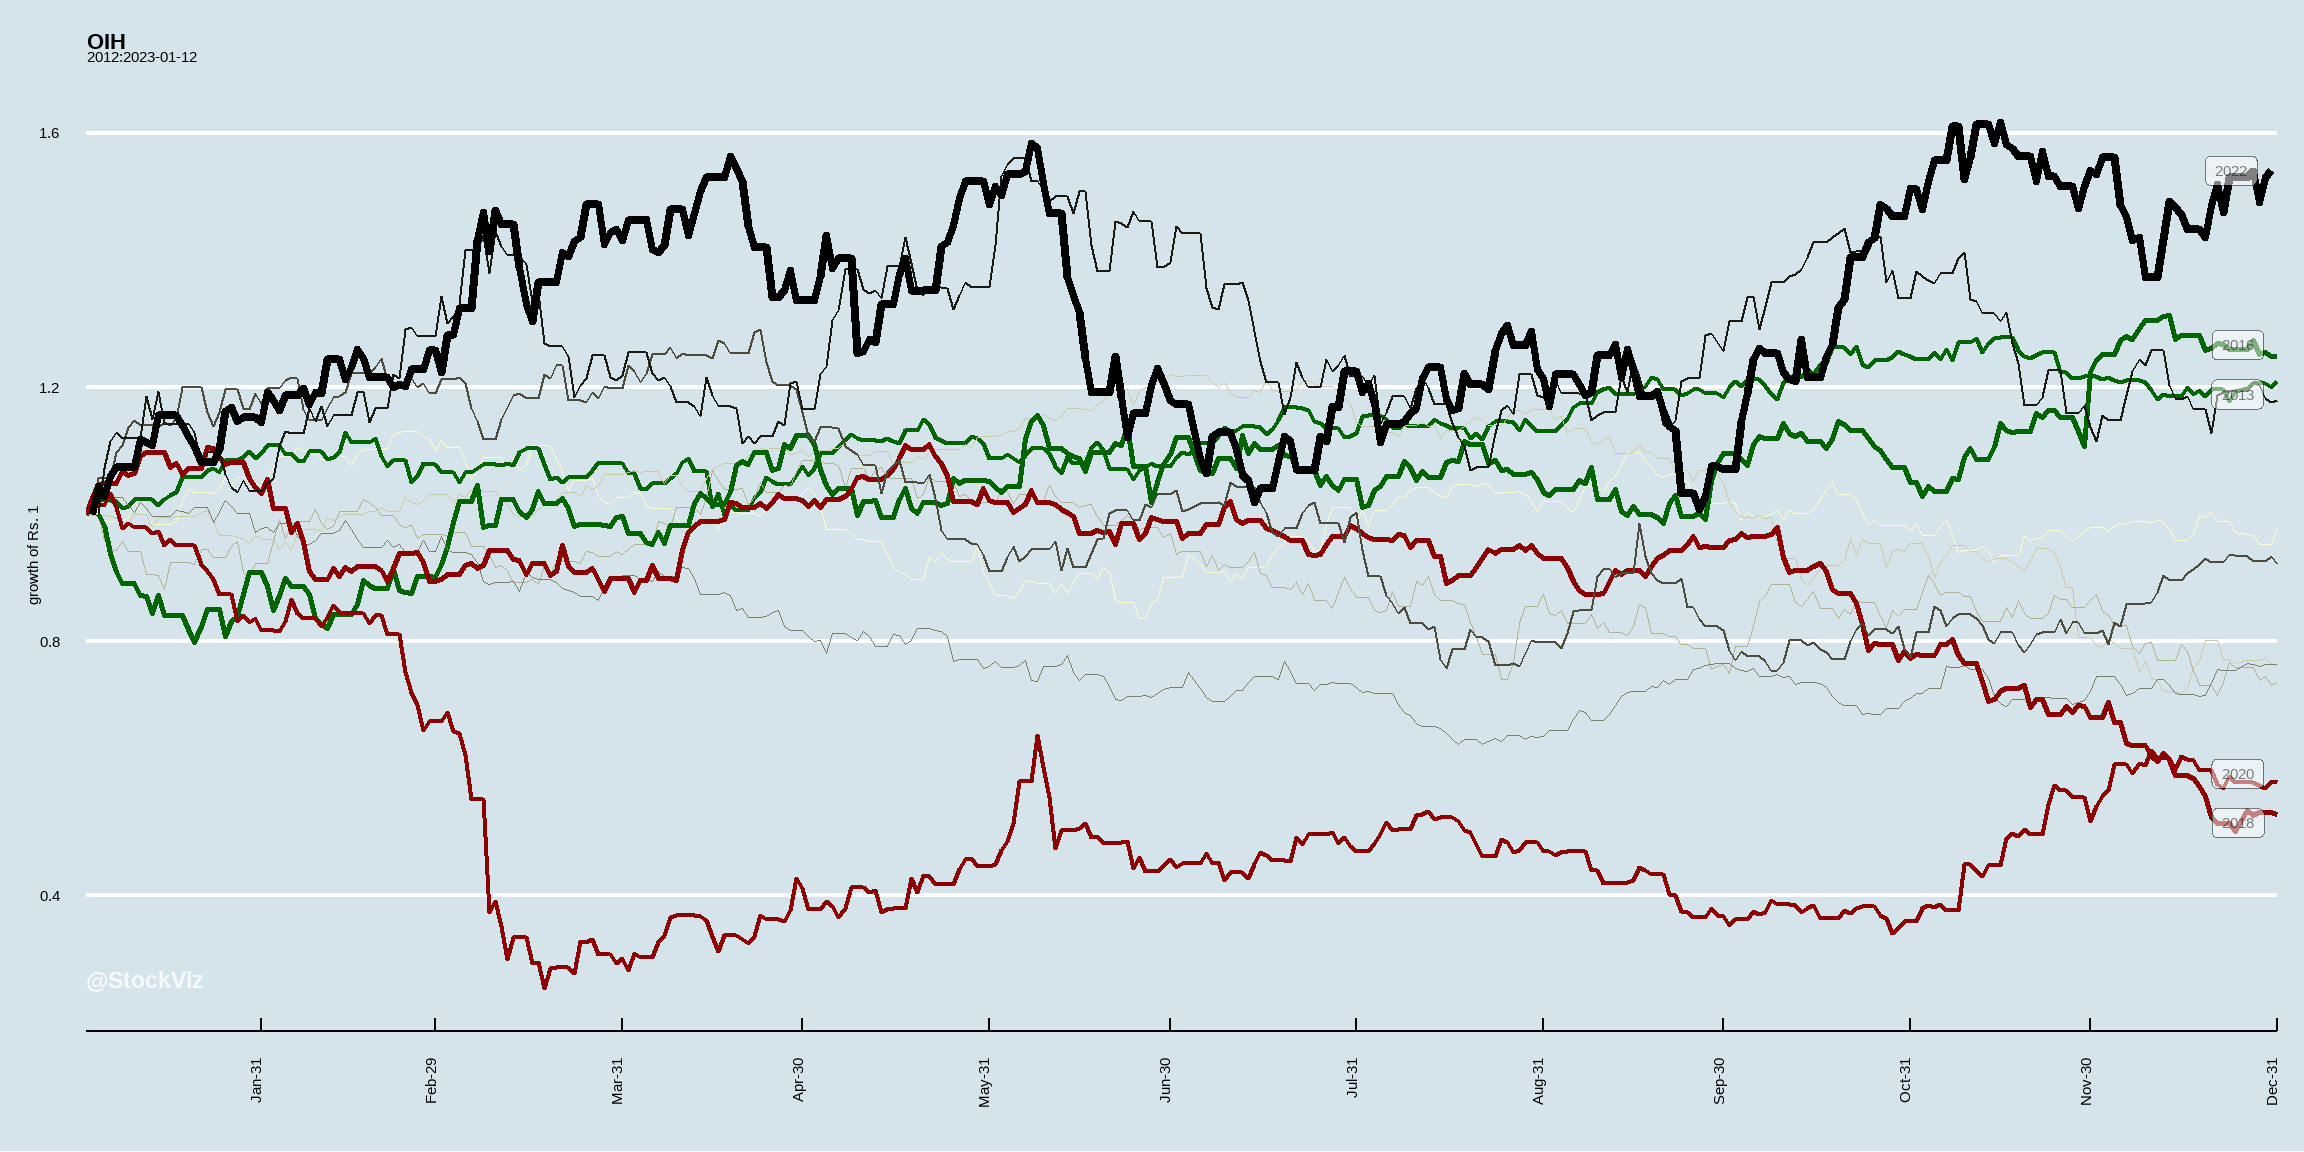 OIH
2012:2023-01-12
growth of Rs. 1
1.6
1.2
0.8
0.4
2022
2016
2013
2020
2018
@StockViz
Jan-31
Feb-29
Mar-31
Apr-30
May-31
Jun-30
Jul-31
Aug-31
Sep-30
Oct-31
Nov-30
Dec-31